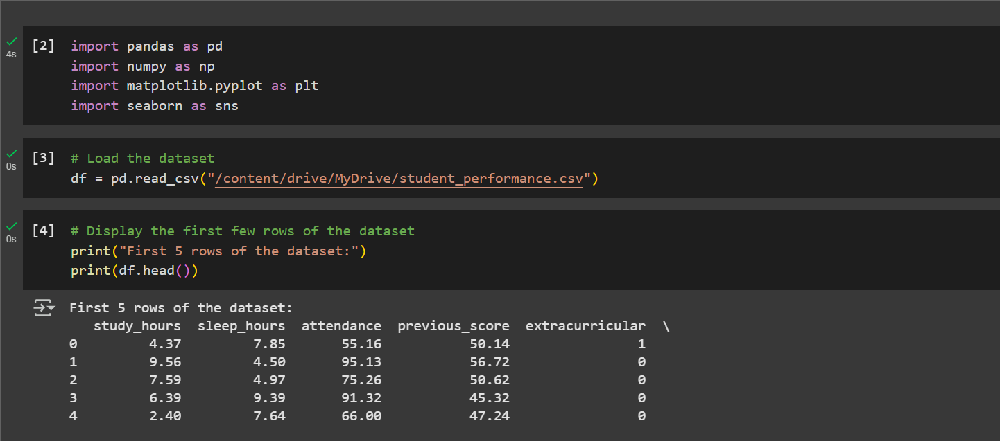 [2] import pandas as pd
4s import numpy as np
import matplotlib.pyplot as plt
import seaborn as sns
[3] # Load the dataset
0s df = pd.read_csv("/content/drive/MyDrive/student_performance.csv")
[4] # Display the first few rows of the dataset
0s print("First 5 rows of the dataset:")
print(df.head())
First 5 rows of the dataset:
   study_hours  sleep_hours  attendance  previous_score  extracurricular  \
0         4.37         7.85       55.16           50.14                1
1         9.56         4.50       95.13           56.72                0
2         7.59         4.97       75.26           50.62                0
3         6.39         9.39       91.32           45.32                0
4         2.40         7.64       66.00           47.24                0